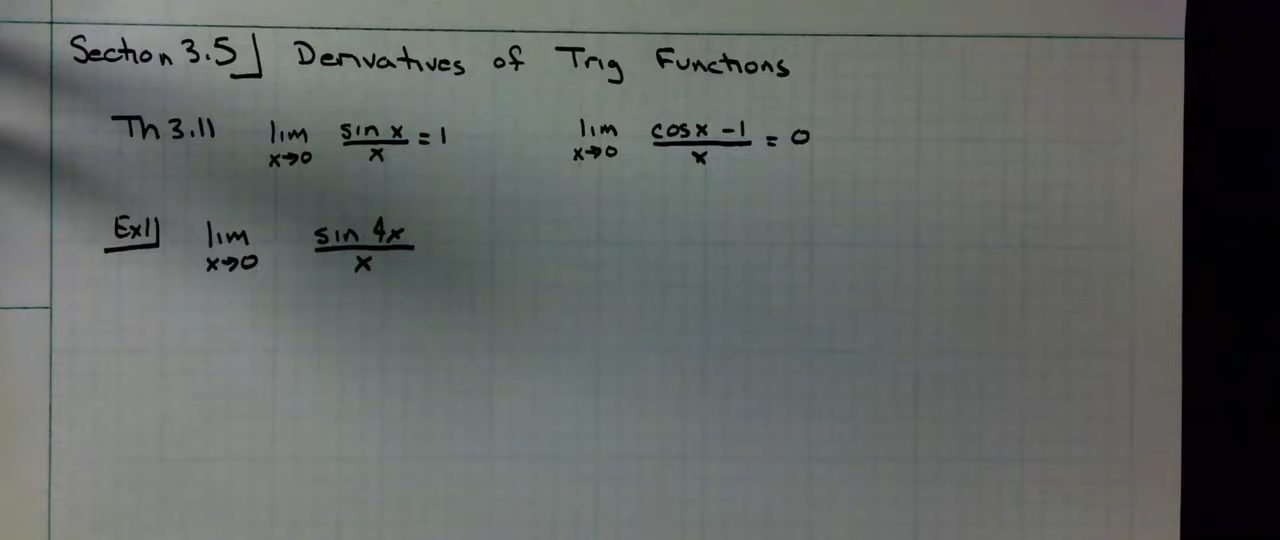 Section 3.5] Derivatives of Trig Functions
Th 3.11 lim x→0 sin x / x = 1 lim x→0 cos x - 1 / x = 0
Ex1] lim x→0 sin 4x / x